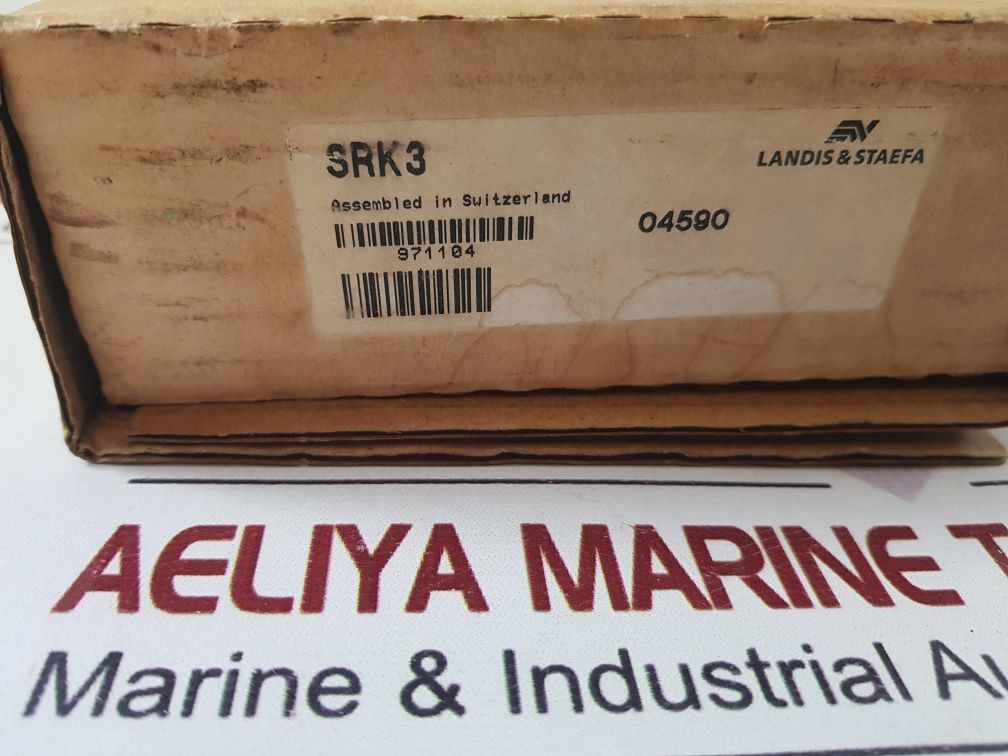 SRK3
LANDIS & STAEFA
Assembled in Switzerland
04590
971104
AELIYA MARINE
Marine & Industrial